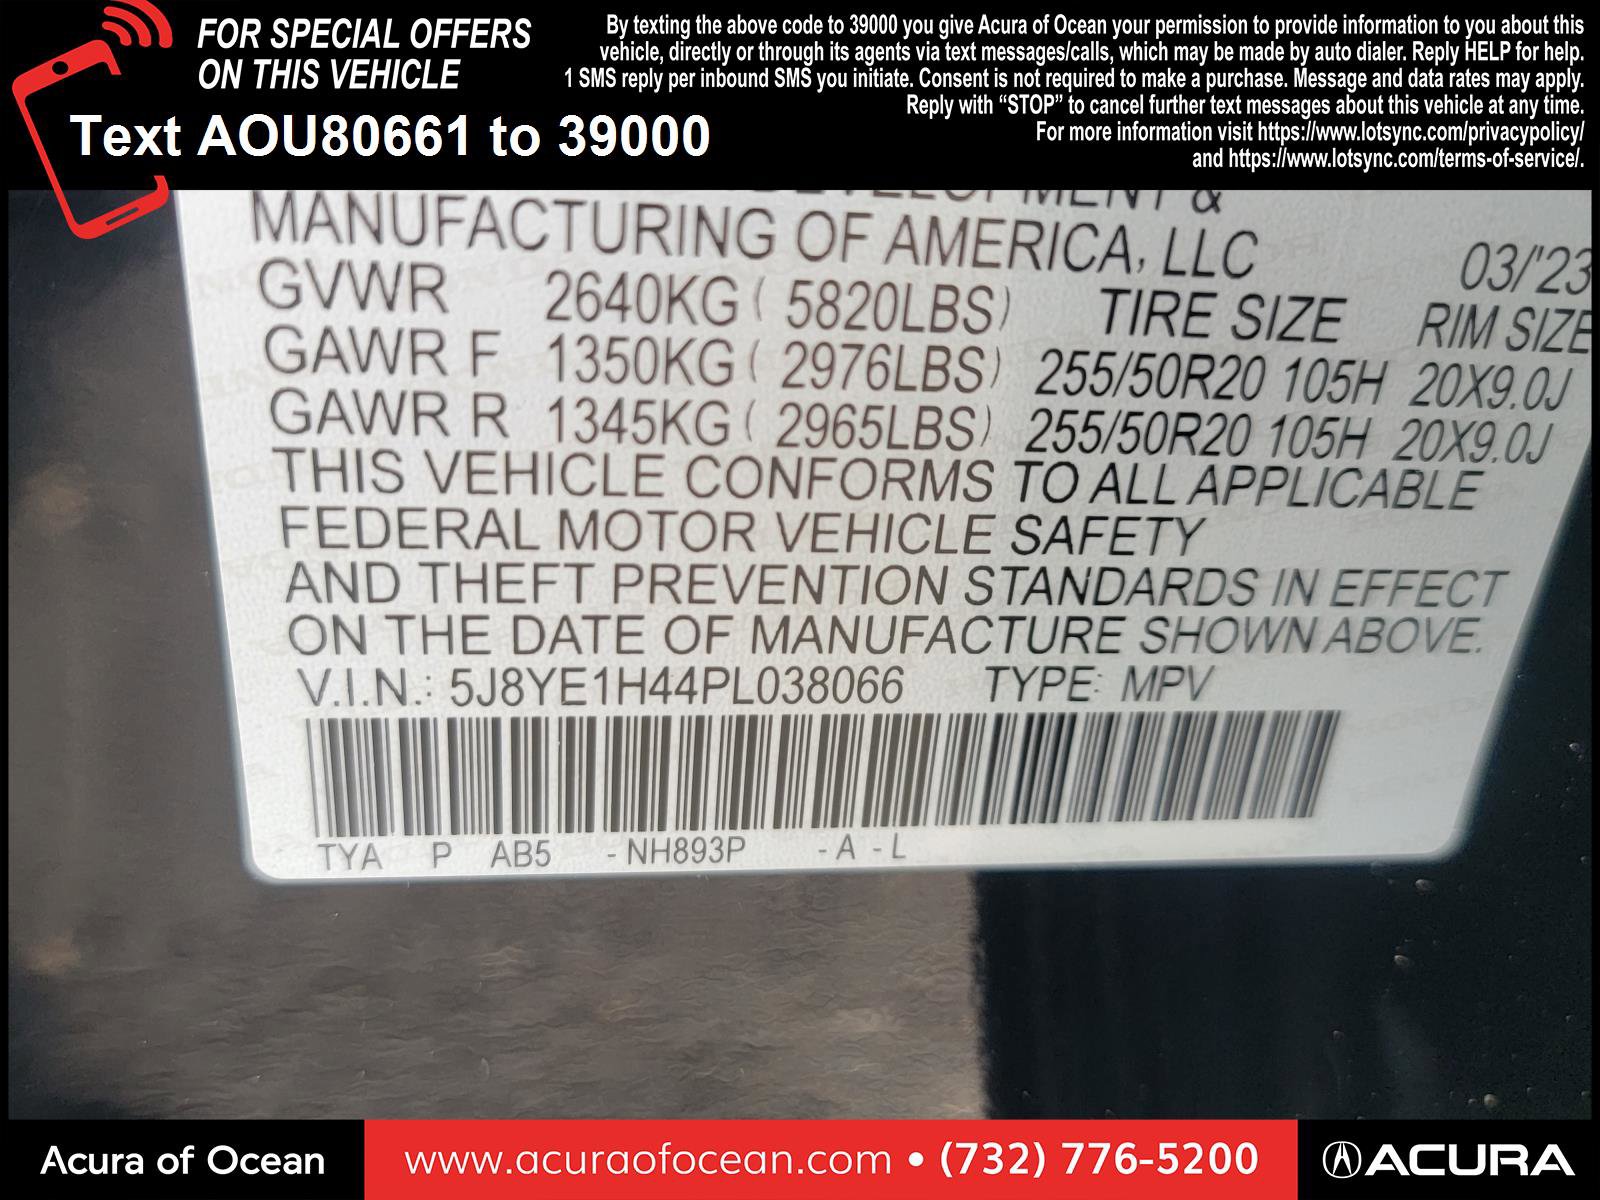 FOR SPECIAL OFFERS
ON THIS VEHICLE
Text AOU80661 to 39000
By texting the above code to 39000 you give Acura of Ocean your permission to provide information to you about this
vehicle, directly or through its agents via text messages/calls, which may be made by auto dialer. Reply HELP for help.
1 SMS reply per inbound SMS you initiate. Consent is not required to make a purchase. Message and data rates may apply.
Reply with “STOP” to cancel further text messages about this vehicle at any time.
For more information visit https://www.lotsync.com/privacypolicy/
and https://www.lotsync.com/terms-of-service/.
DEVELOPMENT &
MANUFACTURING OF AMERICA, LLC 03/'23
GVWR 2640KG ( 5820LBS) TIRE SIZE RIM SIZE
GAWR F 1350KG ( 2976LBS) 255/50R20 105H 20X9.0J
GAWR R 1345KG ( 2965LBS) 255/50R20 105H 20X9.0J
THIS VEHICLE CONFORMS TO ALL APPLICABLE
FEDERAL MOTOR VEHICLE SAFETY
AND THEFT PREVENTION STANDARDS IN EFFECT
ON THE DATE OF MANUFACTURE SHOWN ABOVE.
V.I.N.: 5J8YE1H44PL038066 TYPE: MPV
TYA P AB5 - NH893P - A - L
Acura of Ocean www.acuraofocean.com • (732) 776-5200 ACURA